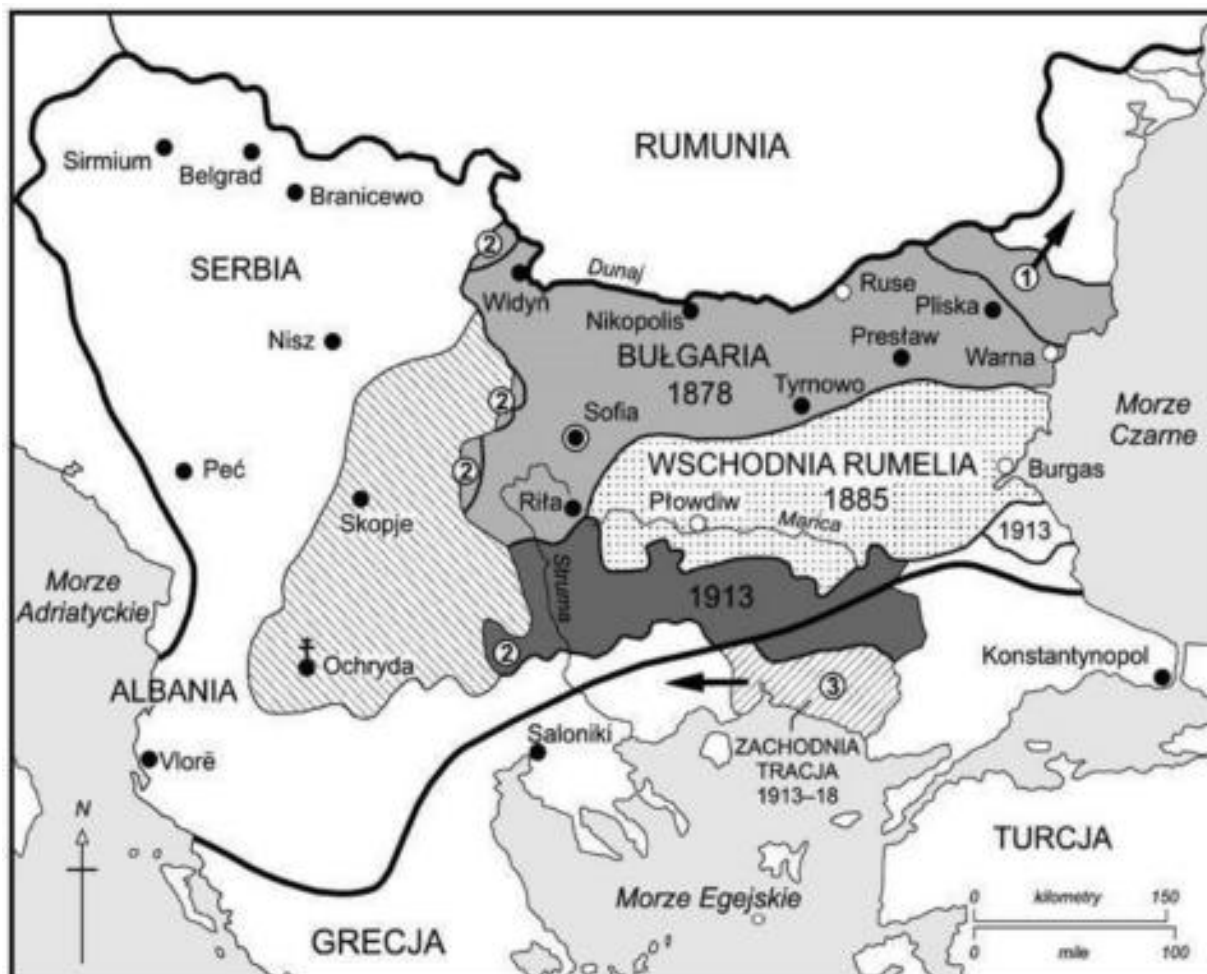 RUMUNIA
Sirmium
Belgrad
Branicewo
SERBIA
2
Widyń
Dunaj
Nikopolis
Ruse
1
Pliska
Presław
Warna
Nisz
BUŁGARIA
1878
Tyrnowo
Morze
Czarne
2
Sofia
Peć
Skopje
2
Riła
WSCHODNIA RUMELIA
1885
Burgas
Płowdiw
Marica
1913
Morze
Adriatyckie
Struma
1913
2
Ochryda
ALBANIA
Konstantynopol
3
Vlorë
Saloniki
ZACHODNIA
TRACJA
1913–18
N
TURCJA
Morze Egejskie
GRECJA
0 kilometry 150
0 mile 100